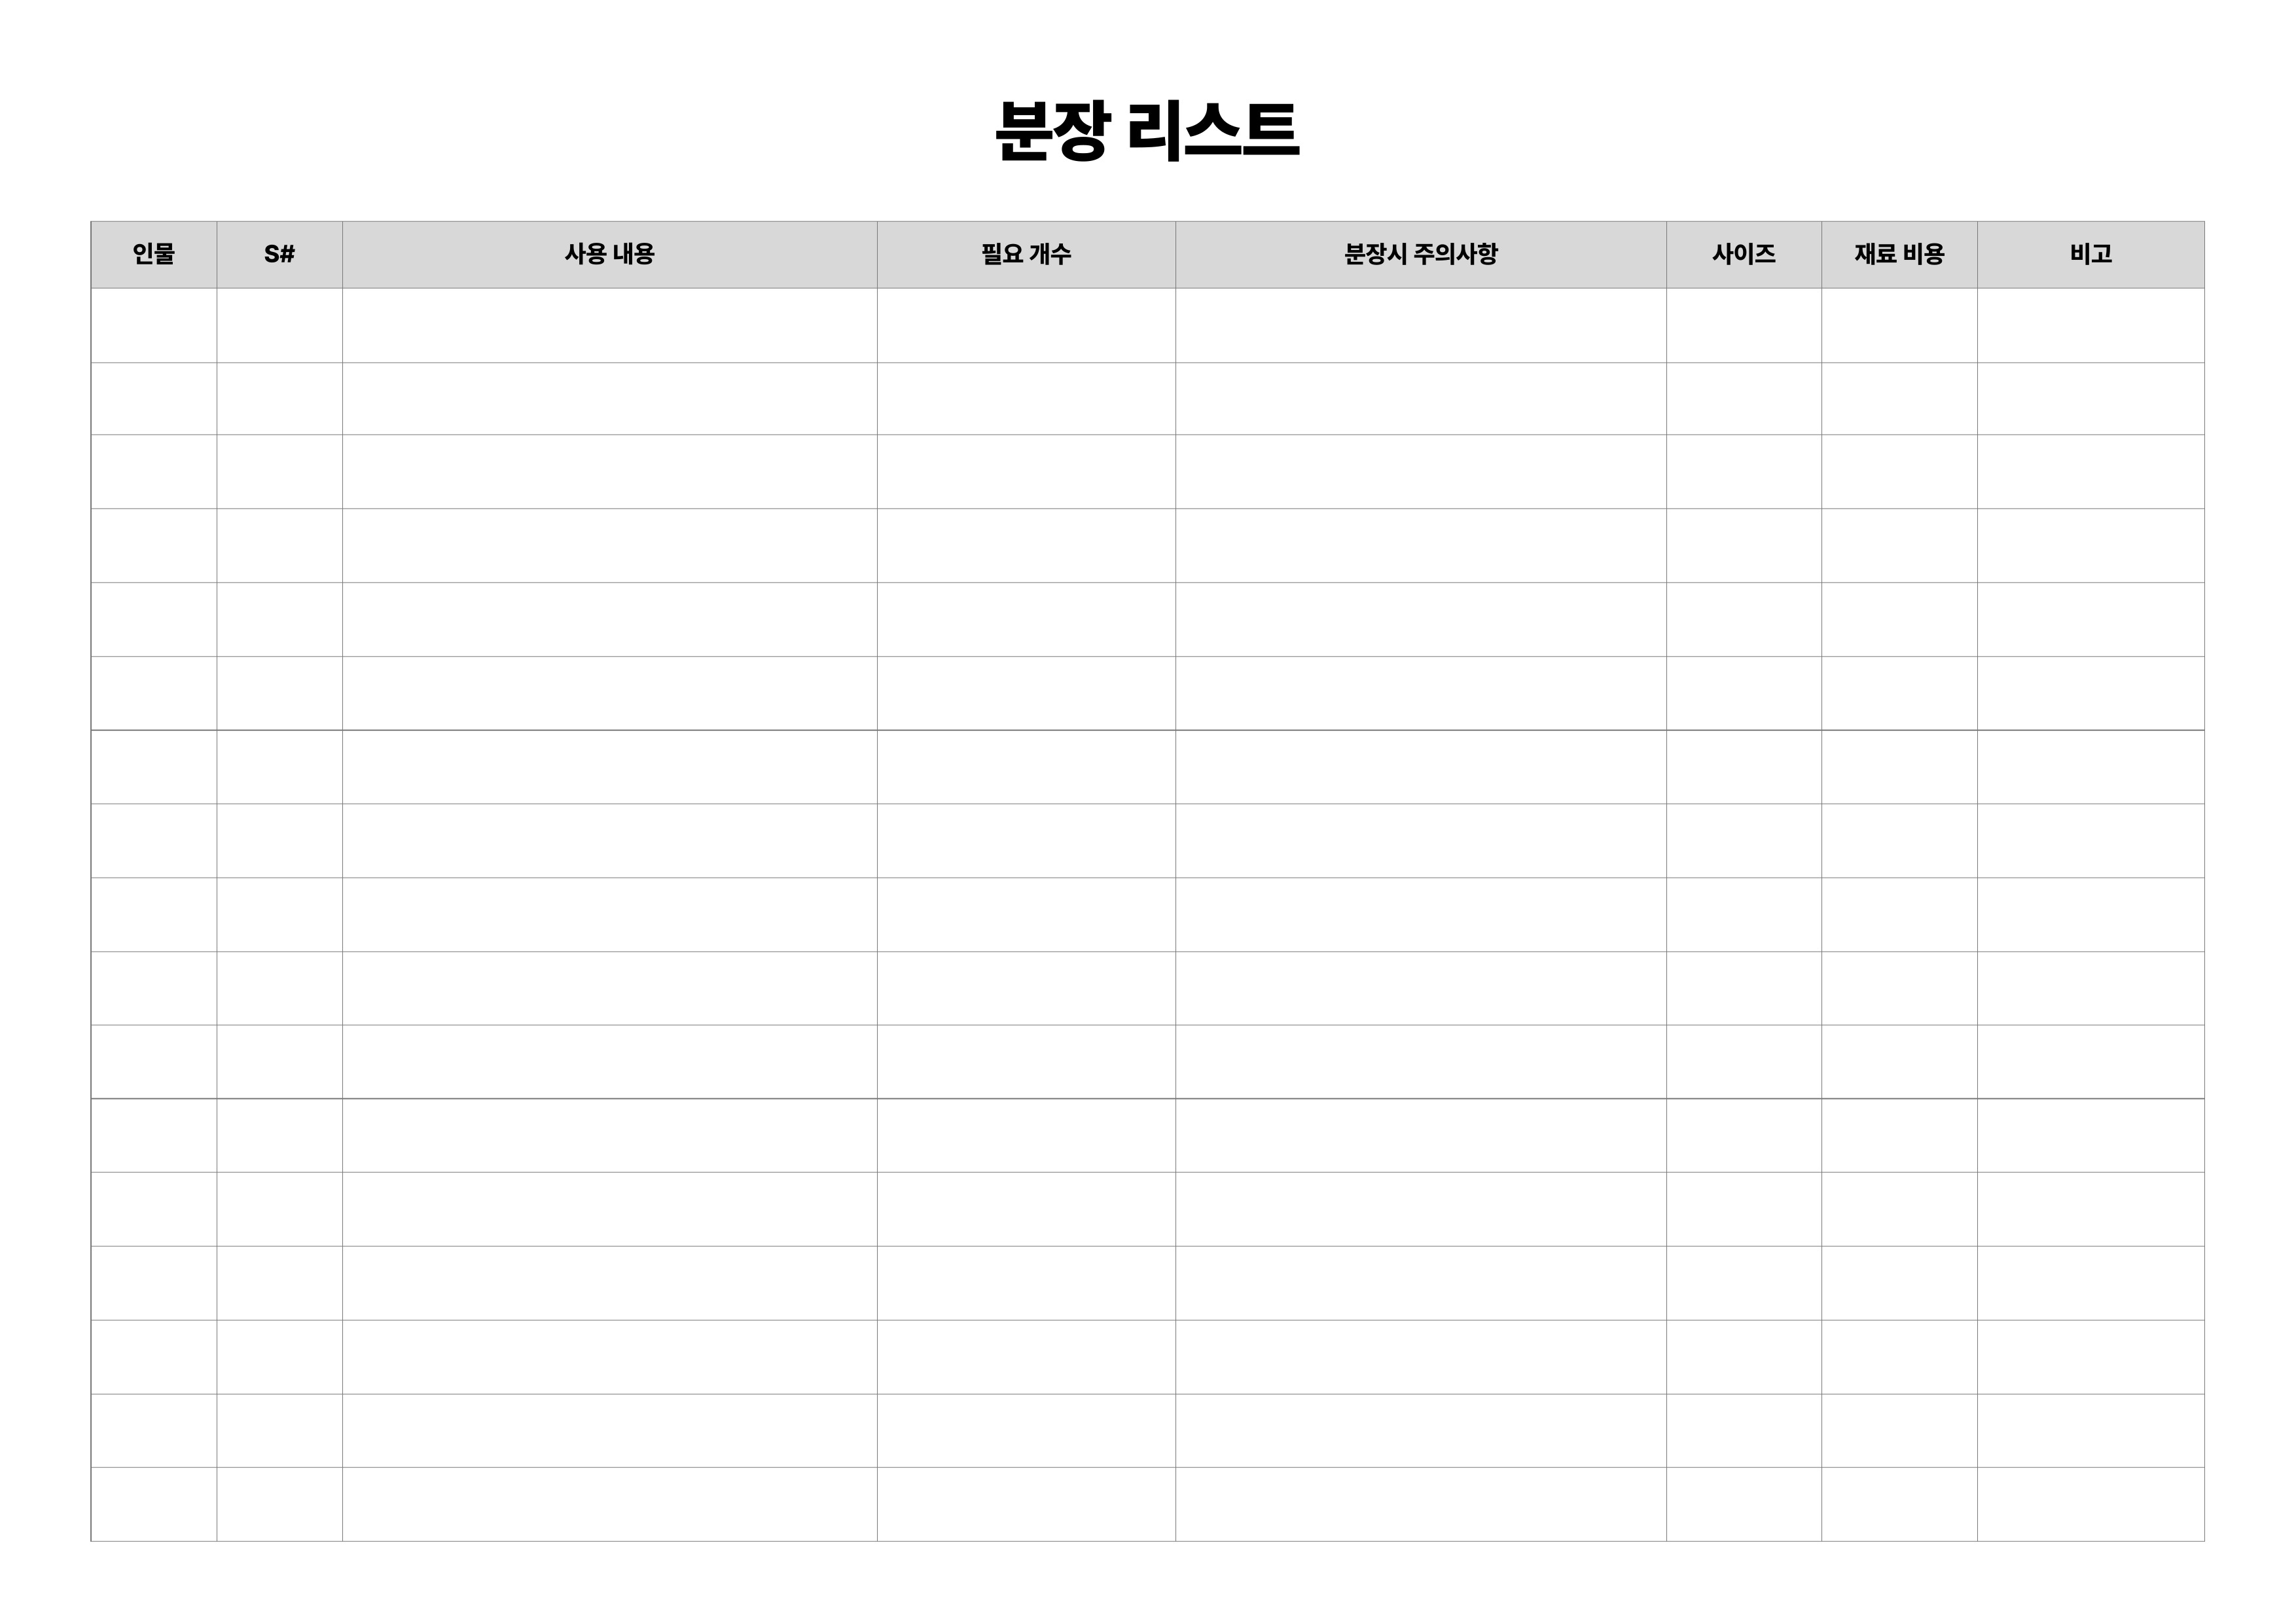 분장 리스트
인물 S# 사용 내용 필요 개수 분장시 주의사항 사이즈 재료 비용 비고